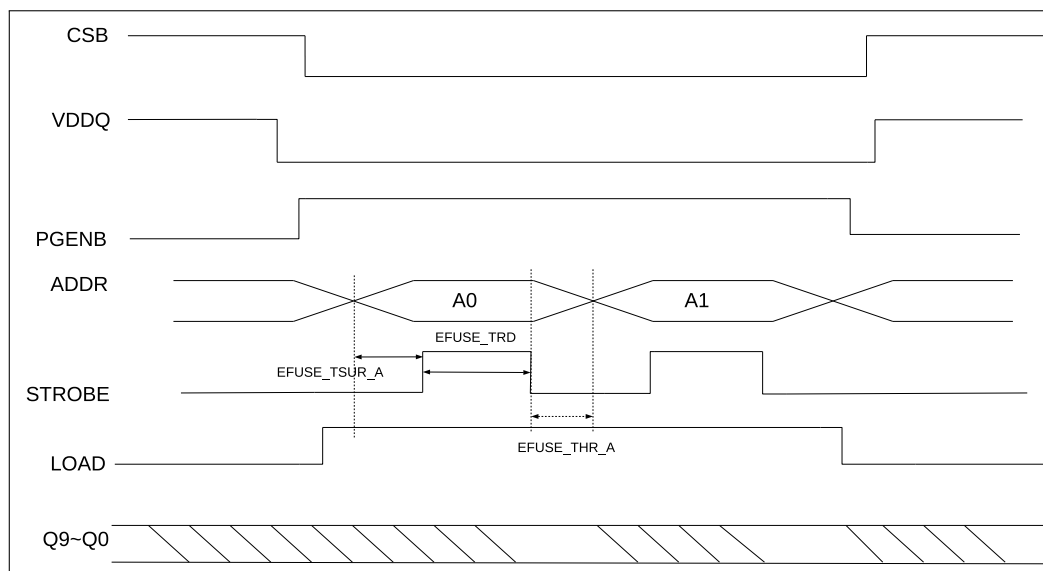 CSB
VDDQ
PGENB
ADDR
A0
A1
EFUSE_TRD
EFUSE_TSUR_A
STROBE
EFUSE_THR_A
LOAD
Q9~Q0